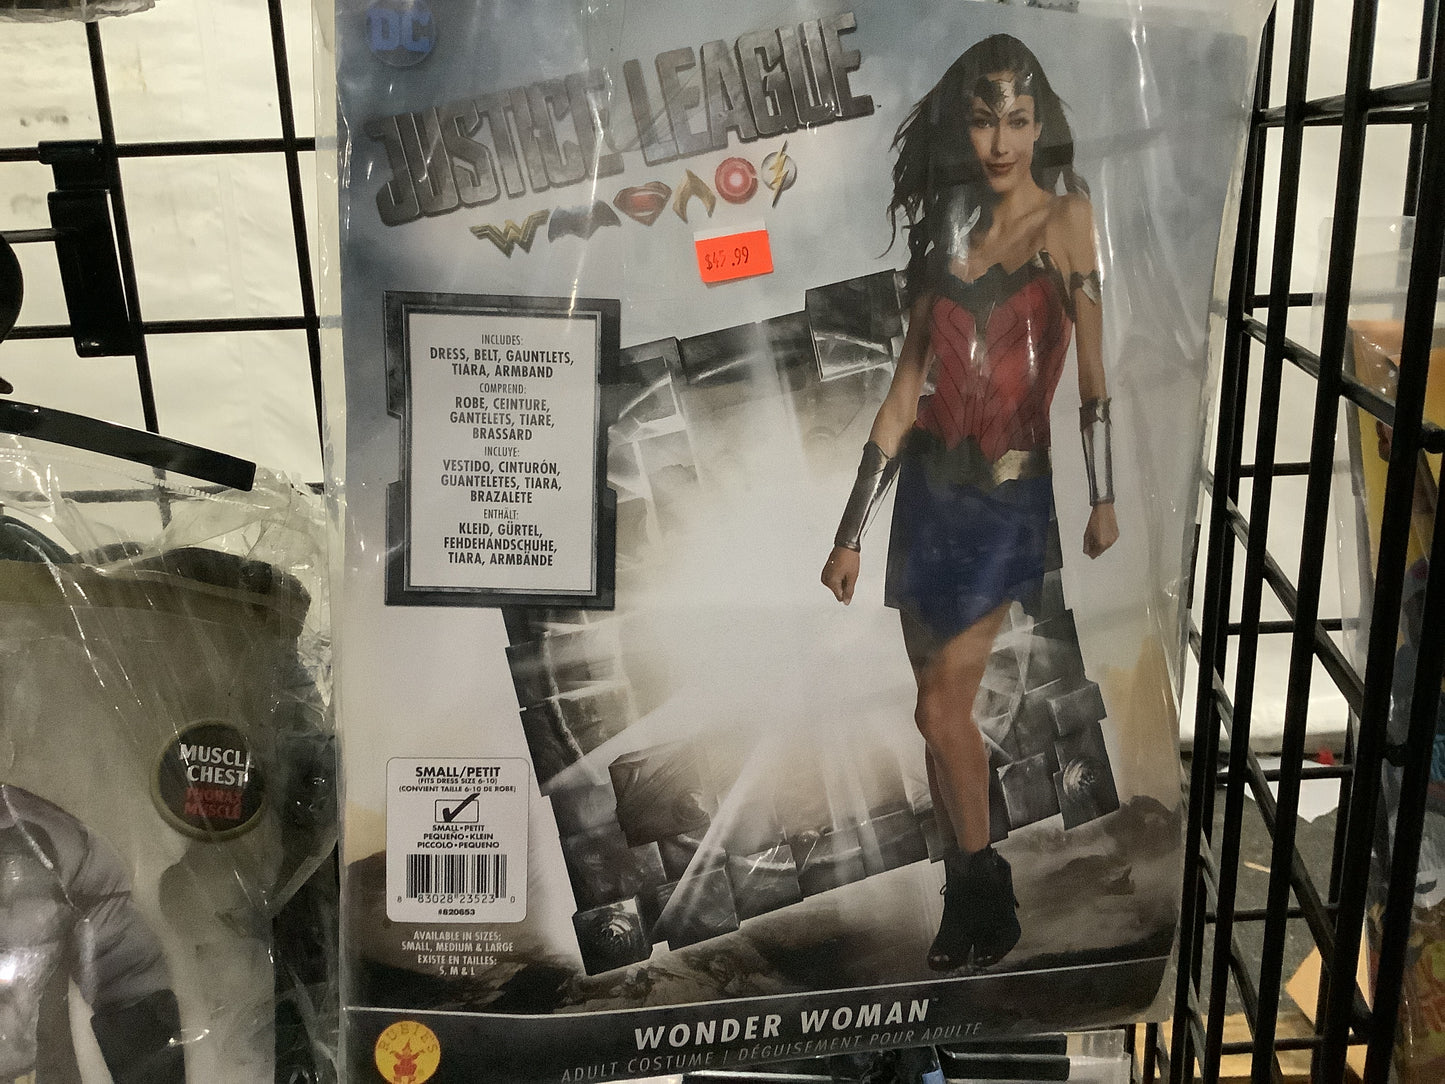 DC
JUSTICE LEAGUE
$45.99
INCLUDES:
DRESS, BELT, GAUNTLETS,
TIARA, ARMBAND
COMPREND:
ROBE, CEINTURE,
GANTELETS, TIARE,
BRASSARD
INCLUYE:
VESTIDO, CINTURÓN,
GUANTELETES, TIARA,
BRAZALETE
ENTHÄLT:
KLEID, GÜRTEL,
FEHDEHANDSCHUHE,
TIARA, ARMBÄNDE
MUSCLE
CHEST
MUSCLE
SMALL/PETIT
(FITS DRESS SIZE 6-10)
(CONVIENT TAILLE 6-10 DE ROBE)
SMALL•PETIT
PEQUEÑO•KLEIN
PICCOLO•PEQUENO
8 83028 23523 0
#820653
AVAILABLE IN SIZES:
SMALL, MEDIUM & LARGE
EXISTE EN TAILLES:
S, M & L
RUBIE'S
WONDER WOMAN™
ADULT COSTUME | DÉGUISEMENT POUR ADULTE